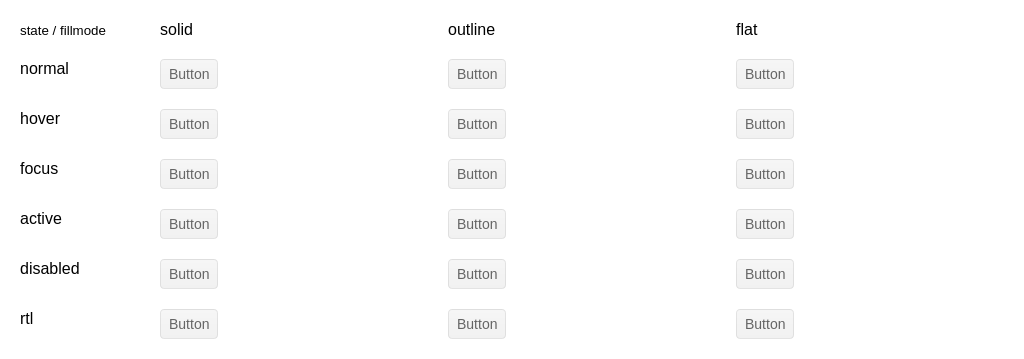 state / fillmode solid outline flat
normal Button Button Button
hover Button Button Button
focus Button Button Button
active Button Button Button
disabled Button Button Button
rtl Button Button Button